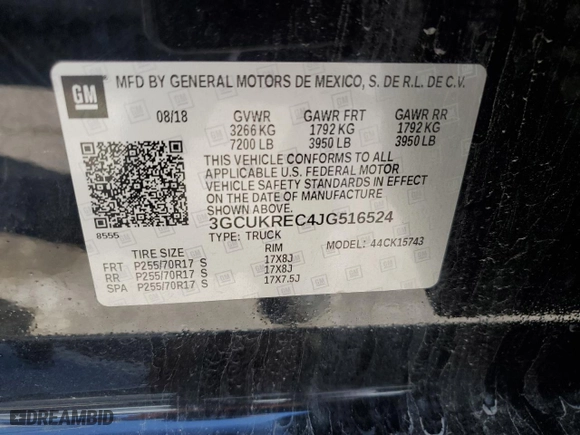 GM
MFD BY GENERAL MOTORS DE MEXICO, S. DE R.L. DE C.V.
08/18 GVWR GAWR FRT GAWR RR
3266 KG 1792 KG 1792 KG
7200 LB 3950 LB 3950 LB
THIS VEHICLE CONFORMS TO ALL
APPLICABLE U.S. FEDERAL MOTOR
VEHICLE SAFETY STANDARDS IN EFFECT
ON THE DATE OF MANUFACTURE
SHOWN ABOVE.
8555 3GCUKREC4JG516524
TYPE: TRUCK MODEL: 44CK15743
TIRE SIZE RIM
FRT P255/70R17 S 17X8J
RR P255/70R17 S 17X8J
SPA P255/70R17 S 17X7.5J
DREAMBID